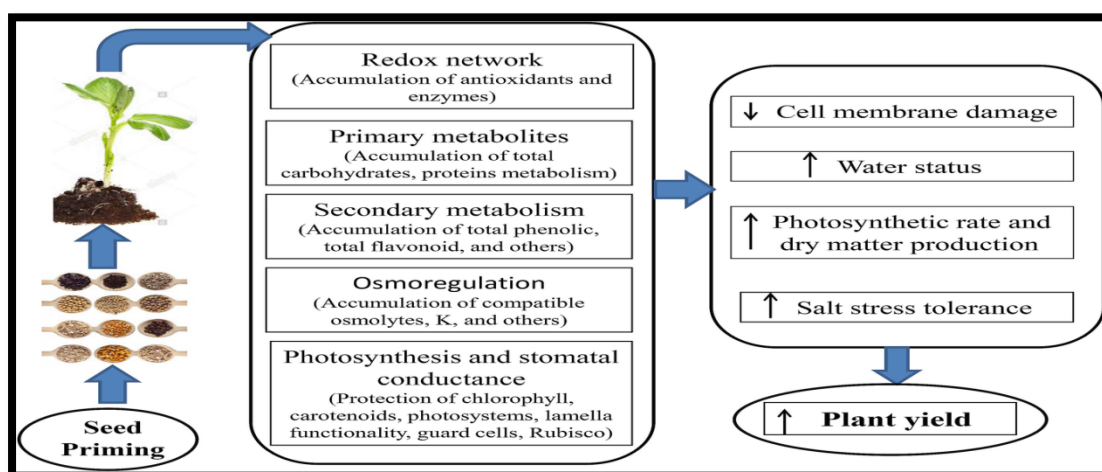 Redox network
(Accumulation of antioxidants and
enzymes)
Primary metabolites
(Accumulation of total
carbohydrates, proteins metabolism)
Secondary metabolism
(Accumulation of total phenolic,
total flavonoid, and others)
Osmoregulation
(Accumulation of compatible
osmolytes, K, and others)
Photosynthesis and stomatal
conductance
(Protection of chlorophyll,
carotenoids, photosystems, lamella
functionality, guard cells, Rubisco)
Seed
Priming
↓ Cell membrane damage
↑ Water status
↑ Photosynthetic rate and
dry matter production
↑ Salt stress tolerance
↑ Plant yield